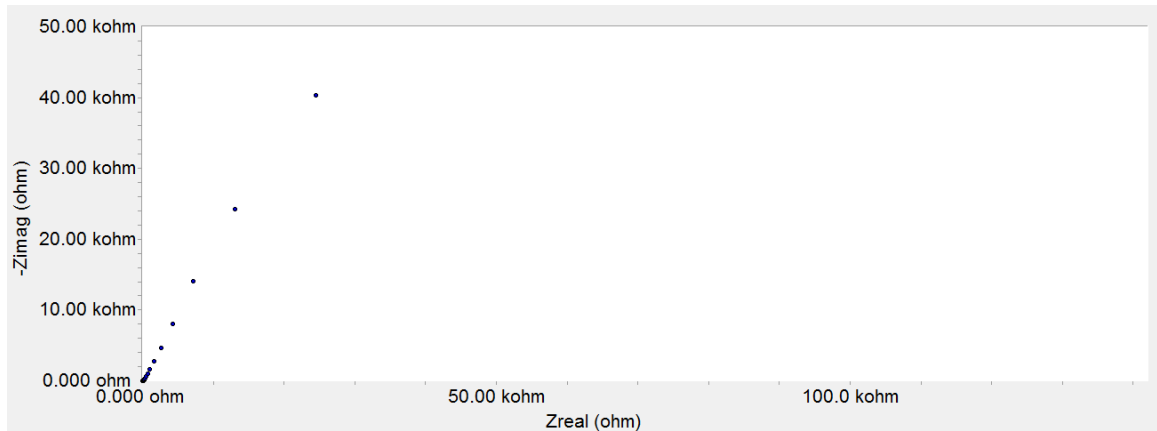 50.00 kohm
40.00 kohm
30.00 kohm
20.00 kohm
10.00 kohm
0.000 ohm
-Zimag (ohm)
0.000 ohm
50.00 kohm
100.0 kohm
Zreal (ohm)